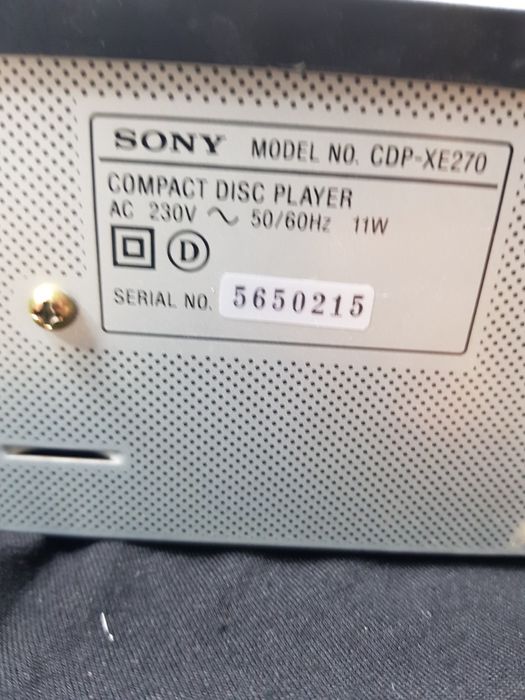 SONY MODEL NO. CDP-XE270
COMPACT DISC PLAYER
AC 230V ~ 50/60Hz 11W
D
SERIAL NO. 5650215